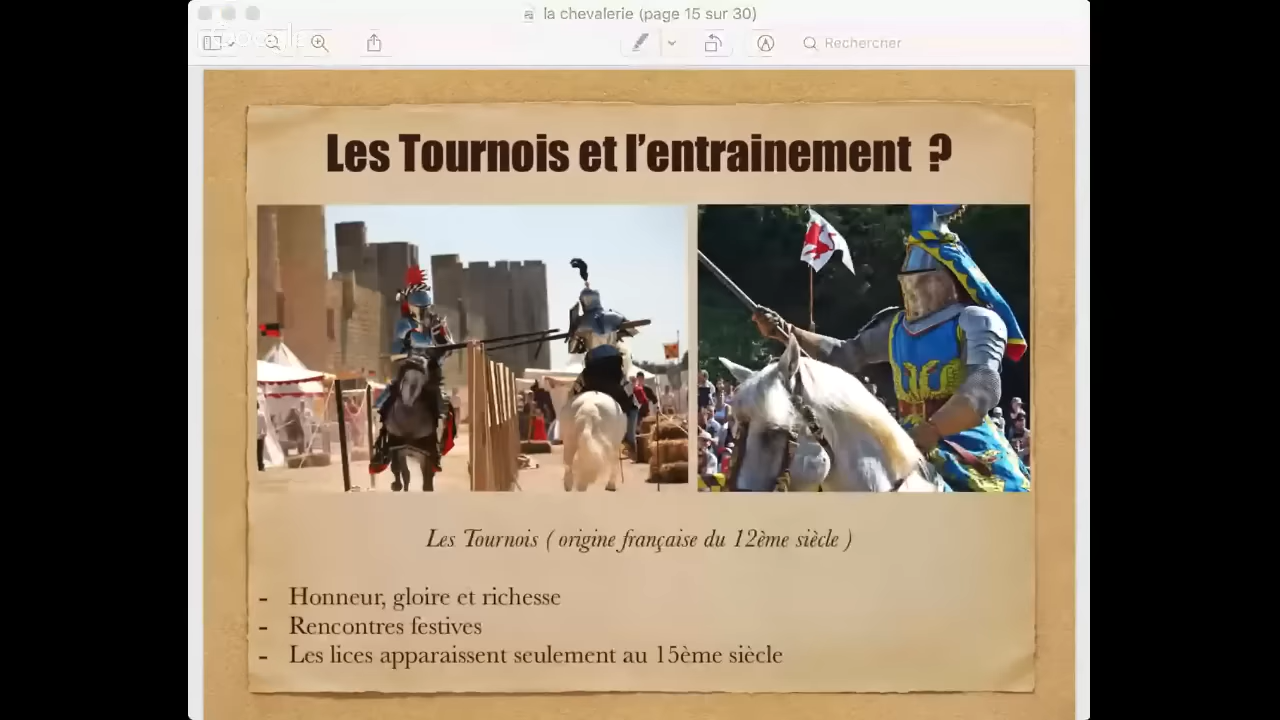 la chevalerie (page 15 sur 30)
Rechercher
Les Tournois et l’entrainement ?
Les Tournois ( origine française du 12ème siècle )
- Honneur, gloire et richesse
- Rencontres festives
- Les lices apparaissent seulement au 15ème siècle